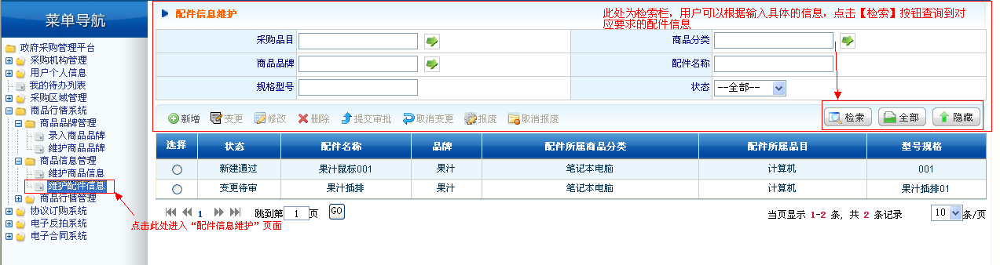 菜单导航
政府采购管理平台
采购机构管理
用户个人信息
我的待办列表
采购区域管理
商品行情系统
商品品牌管理
录入商品品牌
维护商品品牌
商品信息管理
维护商品信息
维护配件信息
商品行情管理
协议订购系统
电子反拍系统
电子合同系统
点击此处进入“配件信息维护”页面
配件信息维护
此处为检索栏，用户可以根据输入具体的信息，点击【检索】按钮查询到对
应要求的配件信息
采购品目 商品分类
商品品牌 配件名称
规格型号 状态 --全部--
新增 变更 修改 删除 提交审批 取消变更 报废 取消报废 检索 全部 隐藏
选择 状态 配件名称 品牌 配件所属商品分类 配件所属品目 型号规格
新建通过 果汁鼠标001 果汁 笔记本电脑 计算机 001
变更待审 果汁插排 果汁 笔记本电脑 计算机 果汁插排01
1 跳到第 1 页 GO 当页显示 1-2 条, 共 2 条记录 10 条/页